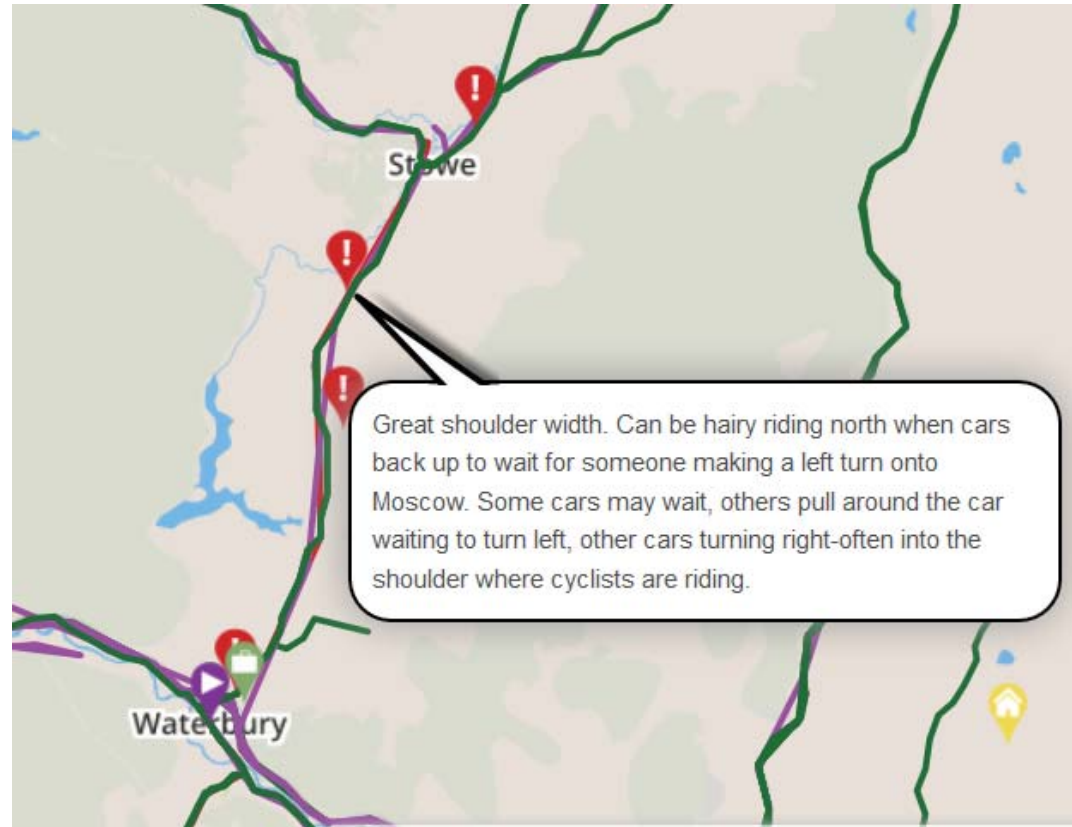 Stowe
Great shoulder width. Can be hairy riding north when cars
back up to wait for someone making a left turn onto
Moscow. Some cars may wait, others pull around the car
waiting to turn left, other cars turning right-often into the
shoulder where cyclists are riding.
Waterbury